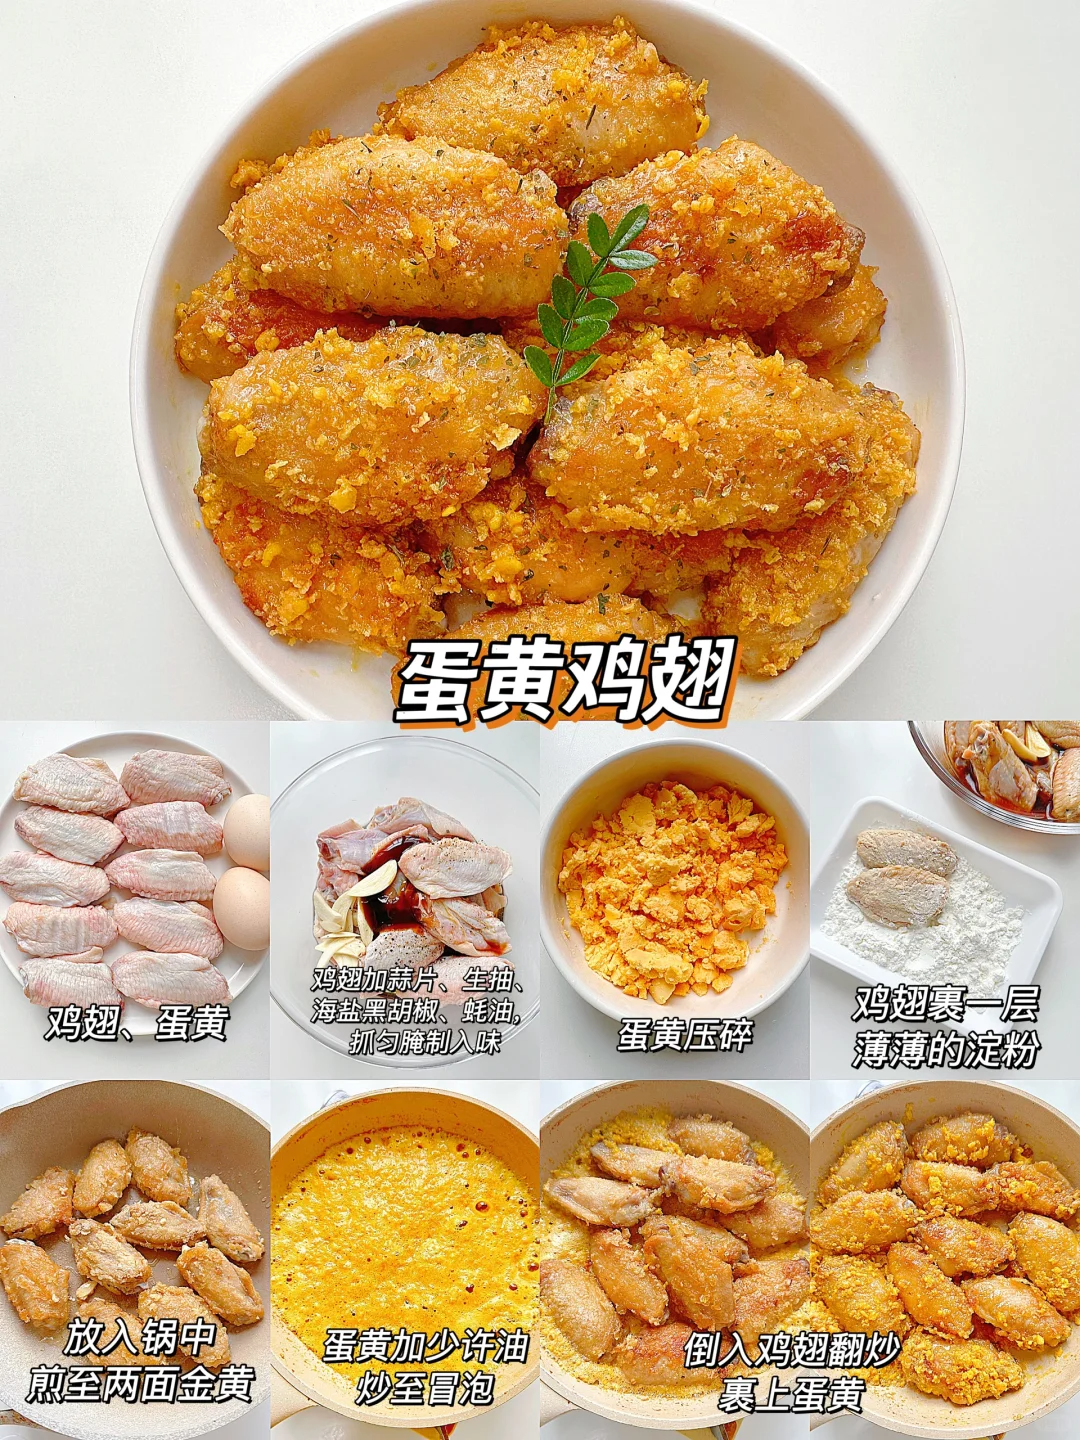 蛋黄鸡翅
鸡翅、蛋黄
鸡翅加蒜片、生抽、
海盐黑胡椒、蚝油,
抓匀腌制入味
蛋黄压碎
鸡翅裹一层
薄薄的淀粉
放入锅中
煎至两面金黄
蛋黄加少许油
炒至冒泡
倒入鸡翅翻炒
裹上蛋黄